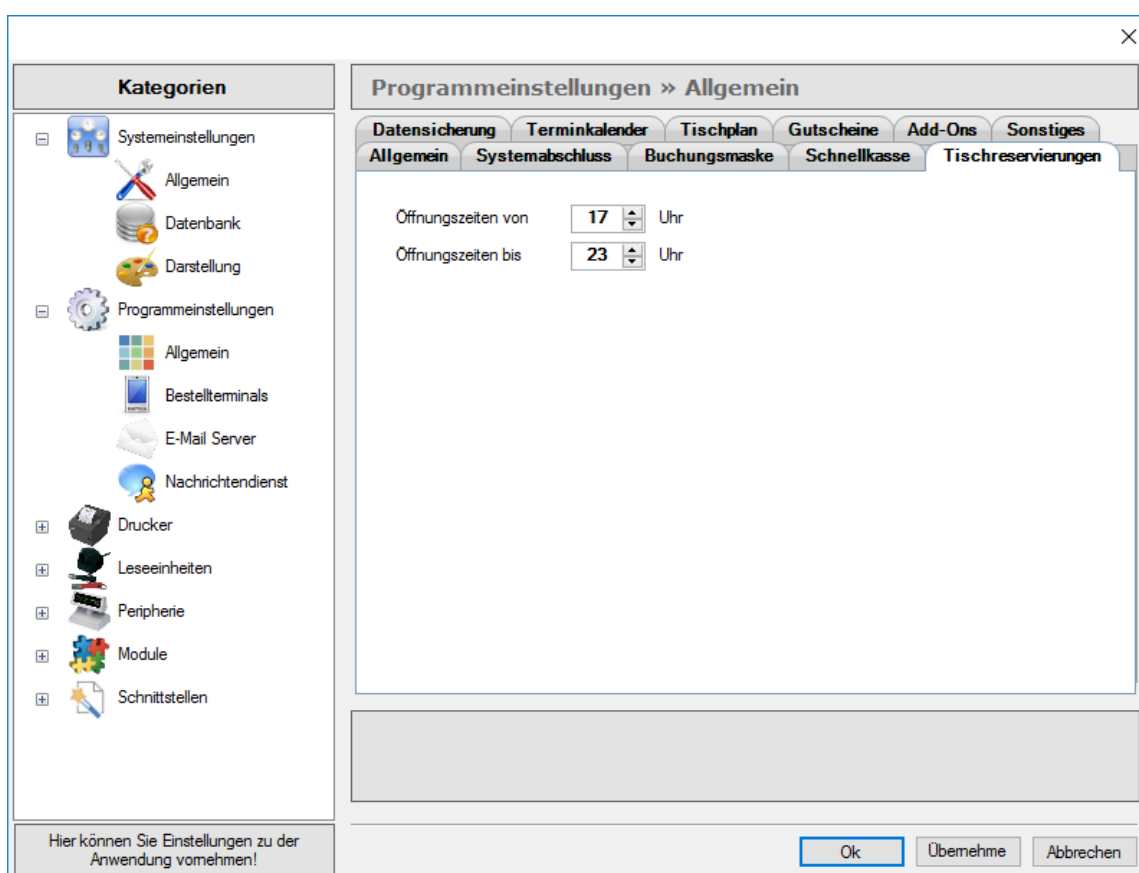 Kategorien
Systemeinstellungen
Allgemein
Datenbank
Darstellung
Programmeinstellungen
Allgemein
Bestellterminals
E-Mail Server
Nachrichtendienst
Drucker
Leseeinheiten
Peripherie
Module
Schnittstellen
Hier können Sie Einstellungen zu der
Anwendung vornehmen!
Programmeinstellungen » Allgemein
Datensicherung Terminkalender Tischplan Gutscheine Add-Ons Sonstiges
Allgemein Systemabschluss Buchungsmaske Schnellkasse Tischreservierungen
Öffnungszeiten von 17 Uhr
Öffnungszeiten bis 23 Uhr
Ok Übernehme Abbrechen